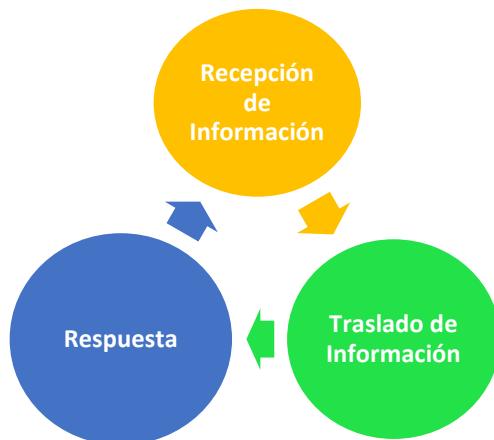 Recepción
de
Información
Traslado de
Información
Respuesta